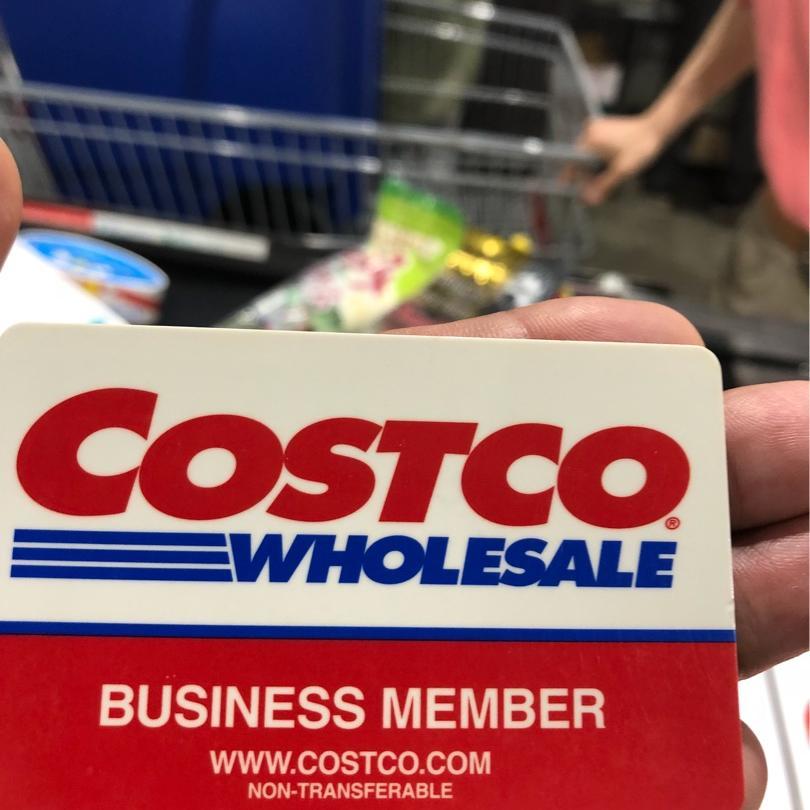 COSTCO®
WHOLESALE
BUSINESS MEMBER
WWW.COSTCO.COM
NON-TRANSFERABLE